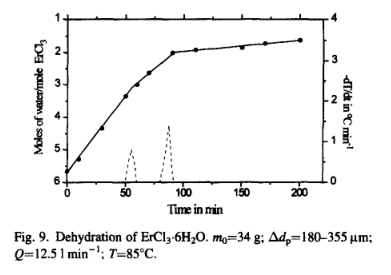 1
2
3
4
5
6
Moles of water/mole ErCl3
4
3
2
1
0
-dT/dt in °C min-1
0 50 100 150 200
Time in min
Fig. 9. Dehydration of ErCl3·6H2O. m0=34 g; Δdp=180–355 μm;
Q=12.5 l min−1; T=85°C.